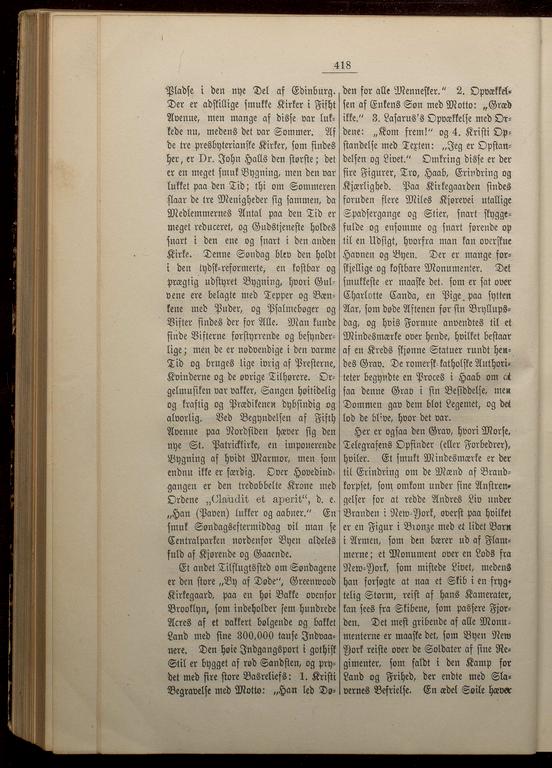 418
Pladse i den nye Del af Edinburg.
Der er adskillige smukke Kirker i Fifht
Avenue, men mange af disse var luk-
kede nu, medens det var Sommer. Af
de tre presbyterianske Kirker, som findes
her, er Dr. John Halls den største; det
er en meget smuk Bygning, men den var
lukket paa den Tid; thi om Sommeren
slaar de tre Menigheder sig sammen, da
Medlemmernes Antal paa den Tid er
meget reduceret, og Gudstjeneste holdes
snart i den ene og snart i den anden
Kirke. Denne Søndag blev den holdt
i den tydsk-reformerte, en kostbar og
prægtig udstyret Bygning, hvori Gul-
vene ere belagte med Tepper og Bæn-
kene med Puder, og Psalmebøger og
Vifter findes der for Alle. Man kunde
finde Vifterne forstyrrende og besynder-
lige; men de er nødvendige i den varme
Tid og bruges lige ivrig af Presterne,
Kvinderne og de øvrige Tilhørere. Or-
gelmusiken var vakker, Sangen høitidelig
og kraftig og Prædikenen dybsindig og
alvorlig. Ved Begyndelsen af Fifth
Avenue paa Nordsiden hæver sig den
nye St. Patrickirke, en imponerende
Bygning af hvidt Marmor, men som
endnu ikke er færdig. Over Hovedind-
gangen er den tredobbelte Krone med
Ordene „Claudit et aperit“, d. e.
„Han (Paven) lukker og aabner.“ En
smuk Søndagseftermiddag vil man se
Centralparken nordenfor Byen aldeles
fuld af Kjørende og Gaaende.
Et andet Tilflugtssted om Søndagene
er den store „By af Døde“, Greenwood
Kirkegaard, paa en høi Bakke ovenfor
Brooklyn, som indeholder fem hundrede
Acres af et vakkert bølgende og bakket
Land med sine 300,000 tause Indvaa-
nere. Den høie Indgangsport i gothisk
Stil er bygget af rød Sandsten, og pry-
det med fire store Basreliefs: 1. Kristi
Begravelse med Motto: „Han led Dø-
den for alle Mennesker.“ 2. Opvækkel-
sen af Enkens Søn med Motto: „Græd
ikke.“ 3. Lasarus's Opvækkelse med Or-
dene: „Kom frem!“ og 4. Kristi Op-
standelse med Texten: „Jeg er Opstan-
delsen og Livet.“ Omkring disse er der
fire Figurer, Tro, Haab, Erindring og
Kjærlighed. Paa Kirkegaarden findes
foruden flere Miles Kjørevei utallige
Spadsergange og Stier, snart skygge-
fulde og ensomme og snart førende op
til en Udsigt, hvorfra man kan overskue
Havnen og Byen. Der er mange for-
skjellige og kostbare Monumenter. Det
smukkeste er maaske det, som er sat over
Charlotte Canda, en Pige paa sytten
Aar, som døde Aftenen før sin Bryllups-
dag, og hvis Formue anvendtes til et
Mindesmærke over hende, hvilket bestaar
af en Kreds skjønne Statuer rundt hen-
des Grav. De romersk-katholske Authori-
teter begyndte en Proces i Haab om at
faa denne Grav i sin Besiddelse, men
Dommen gav dem blot Legemet, og det
lod de blive, hvor det var.
Her er ogsaa den Grav, hvori Morse,
Telegrafens Opfinder (eller Forbedrer),
hviler. Et smukt Mindesmærke er der
til Erindring om de Mænd af Brand-
korpset, som omkom under sine Anstren-
gelser for at redde Andres Liv under
Branden i New-York, øverst paa hvilket
er en Figur i Bronze med et lidet Barn
i Armen, som den bærer ud af Flam-
merne; et Monument over en Lods fra
New-York, som mistede Livet, medens
han forsøgte at naa et Skib i en fryg-
telig Storm, reist af hans Kamerater,
kan sees fra Skibene, som passere Fjor-
den. Det mest gribende af alle Monu-
menterne er maaske det, som Byen New
York reiste over de Soldater af sine Re-
gimenter, som faldt i den Kamp for
Land og Frihed, der endte med Sla-
vernes Befrielse. En ædel Søile hæver